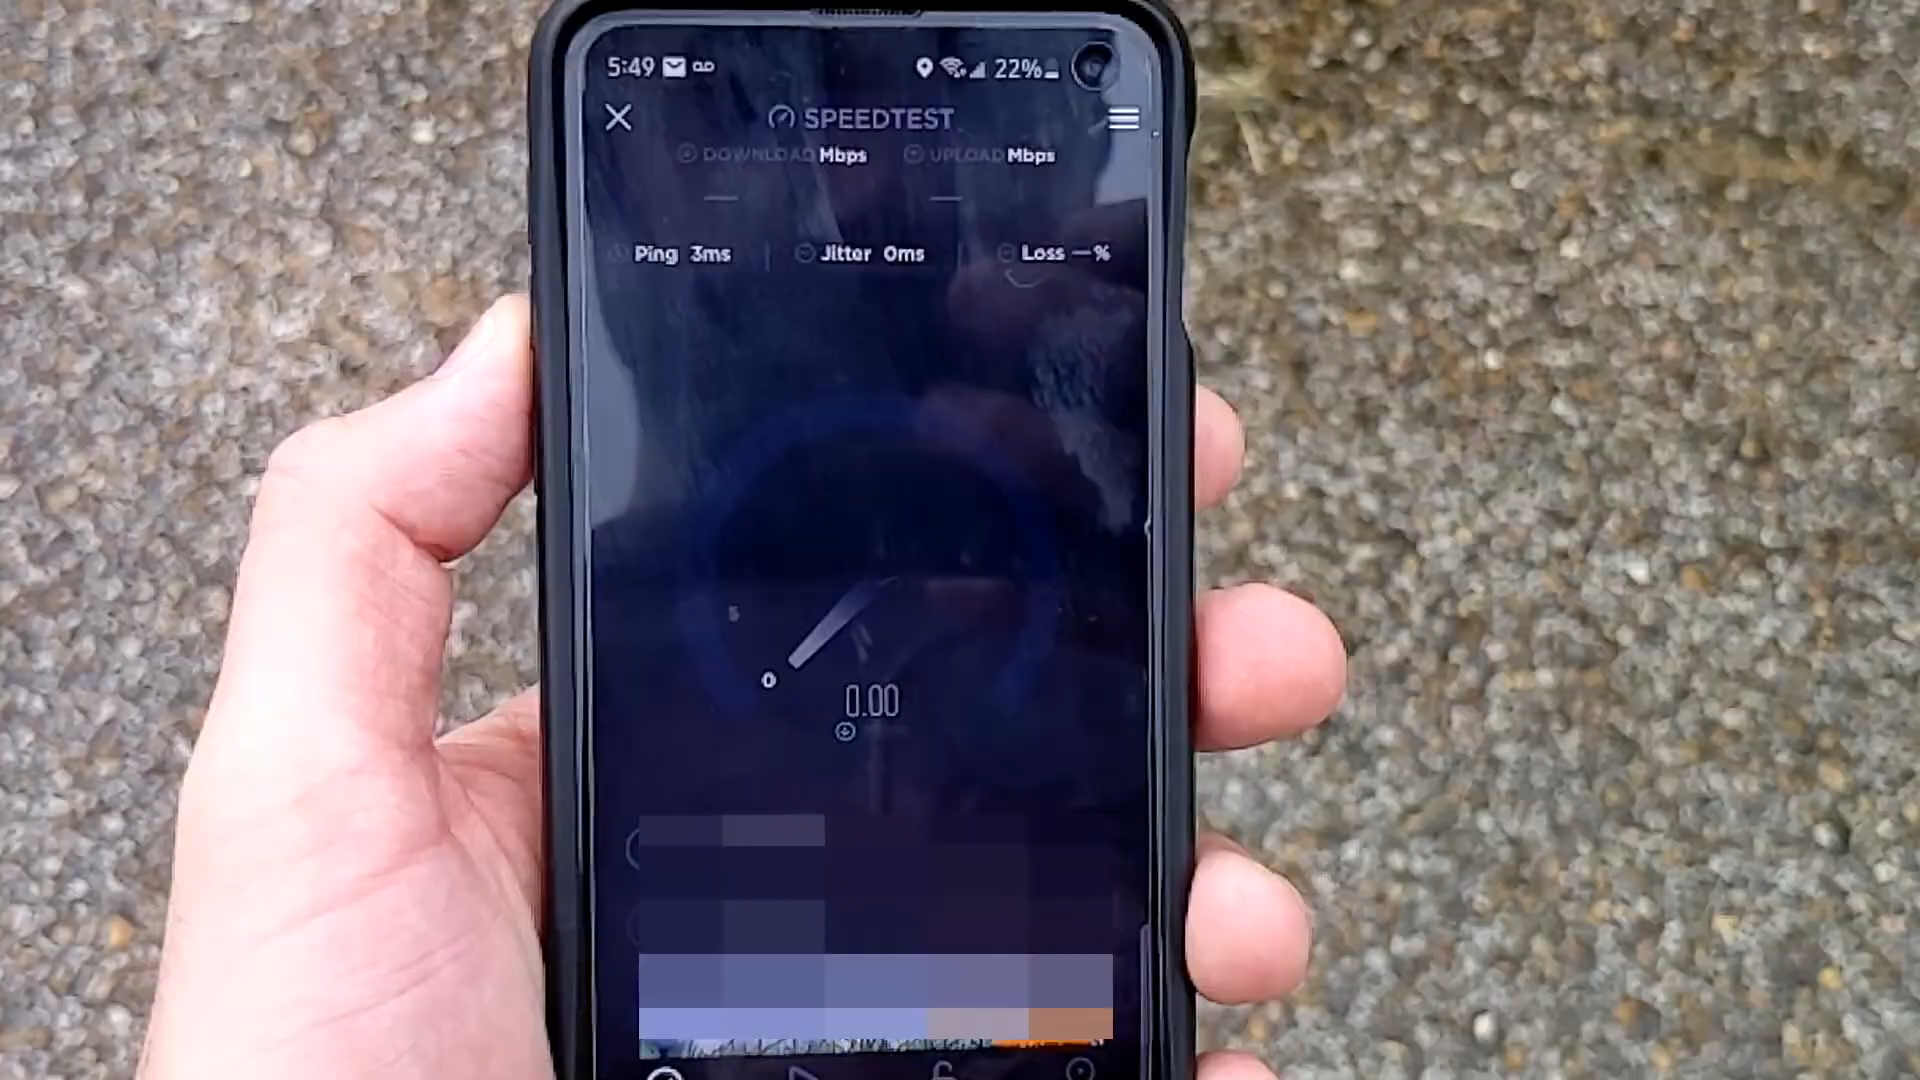 5:49 22%
SPEEDTEST
DOWNLOAD Mbps UPLOAD Mbps
Ping 3ms Jitter 0ms Loss —%
5
0
0.00